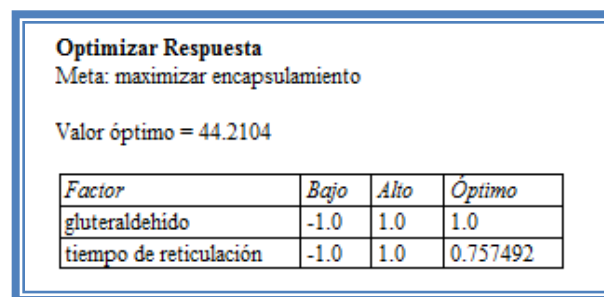 Optimizar Respuesta
Meta: maximizar encapsulamiento
Valor óptimo = 44.2104
Factor Bajo Alto Óptimo
gluteraldehido -1.0 1.0 1.0
tiempo de reticulación -1.0 1.0 0.757492